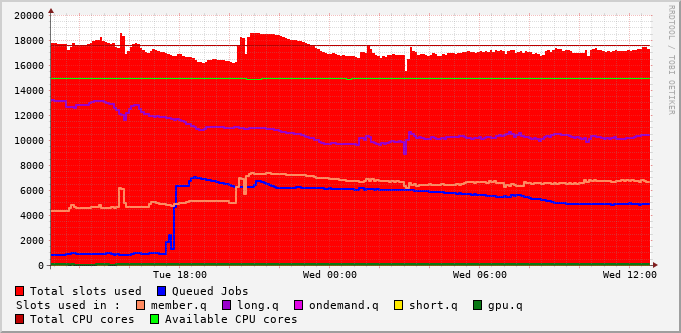 20000
18000
16000
14000
12000
10000
8000
6000
4000
2000
0
Tue 18:00 Wed 00:00 Wed 06:00 Wed 12:00
RRDTOOL / TOBI OETIKER
Total slots used Queued Jobs
Slots used in : member.q long.q ondemand.q short.q gpu.q
Total CPU cores Available CPU cores